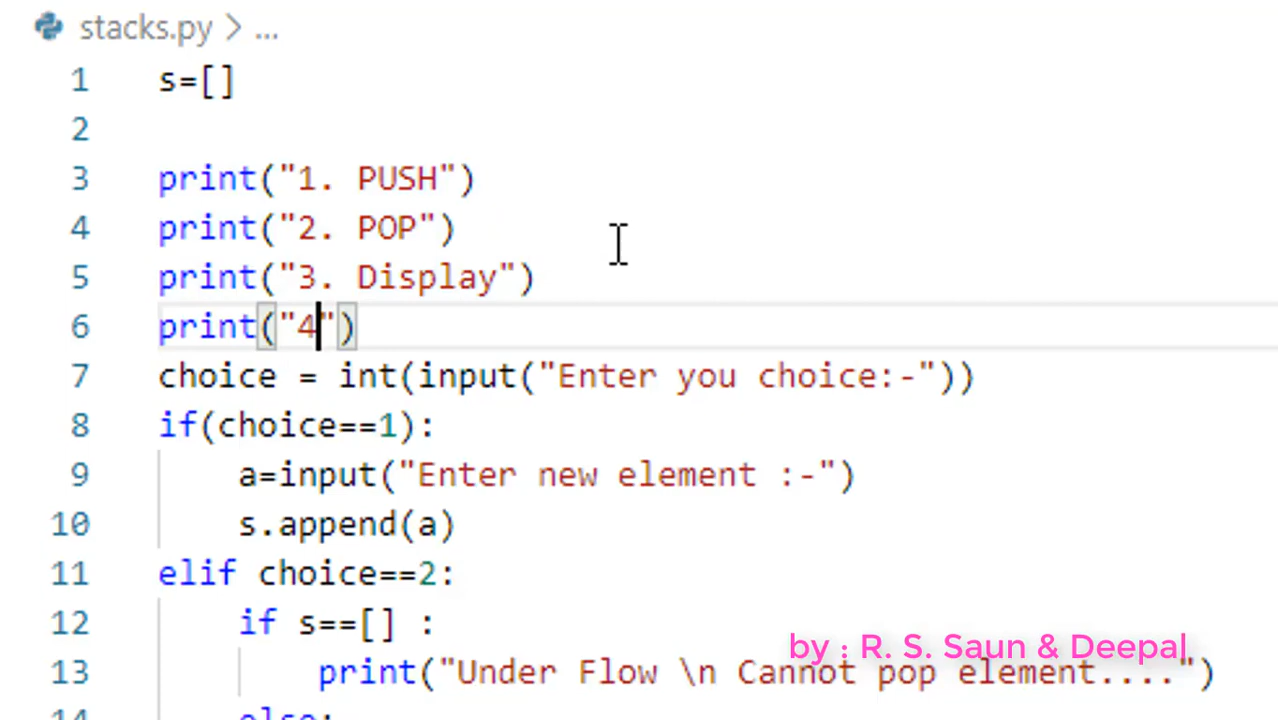 stacks.py > ...
1 s=[]
2
3 print("1. PUSH")
4 print("2. POP")
5 print("3. Display")
6 print("4")
7 choice = int(input("Enter you choice:-"))
8 if(choice==1):
9 a=input("Enter new element :-")
10 s.append(a)
11 elif choice==2:
12 if s==[] :
by : R. S. Saun & Deepal
13 print("Under Flow \n Cannot pop element....")
14 else: